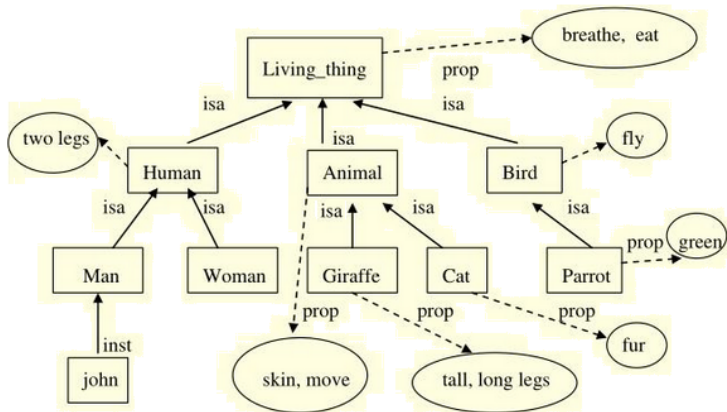 breathe, eat
Living_thing
prop
isa
isa
isa
two legs
fly
Human
Animal
Bird
isa
isa
isa
isa
isa
prop
green
Man
Woman
Giraffe
Cat
Parrot
inst
prop
prop
prop
john
skin, move
tall, long legs
fur